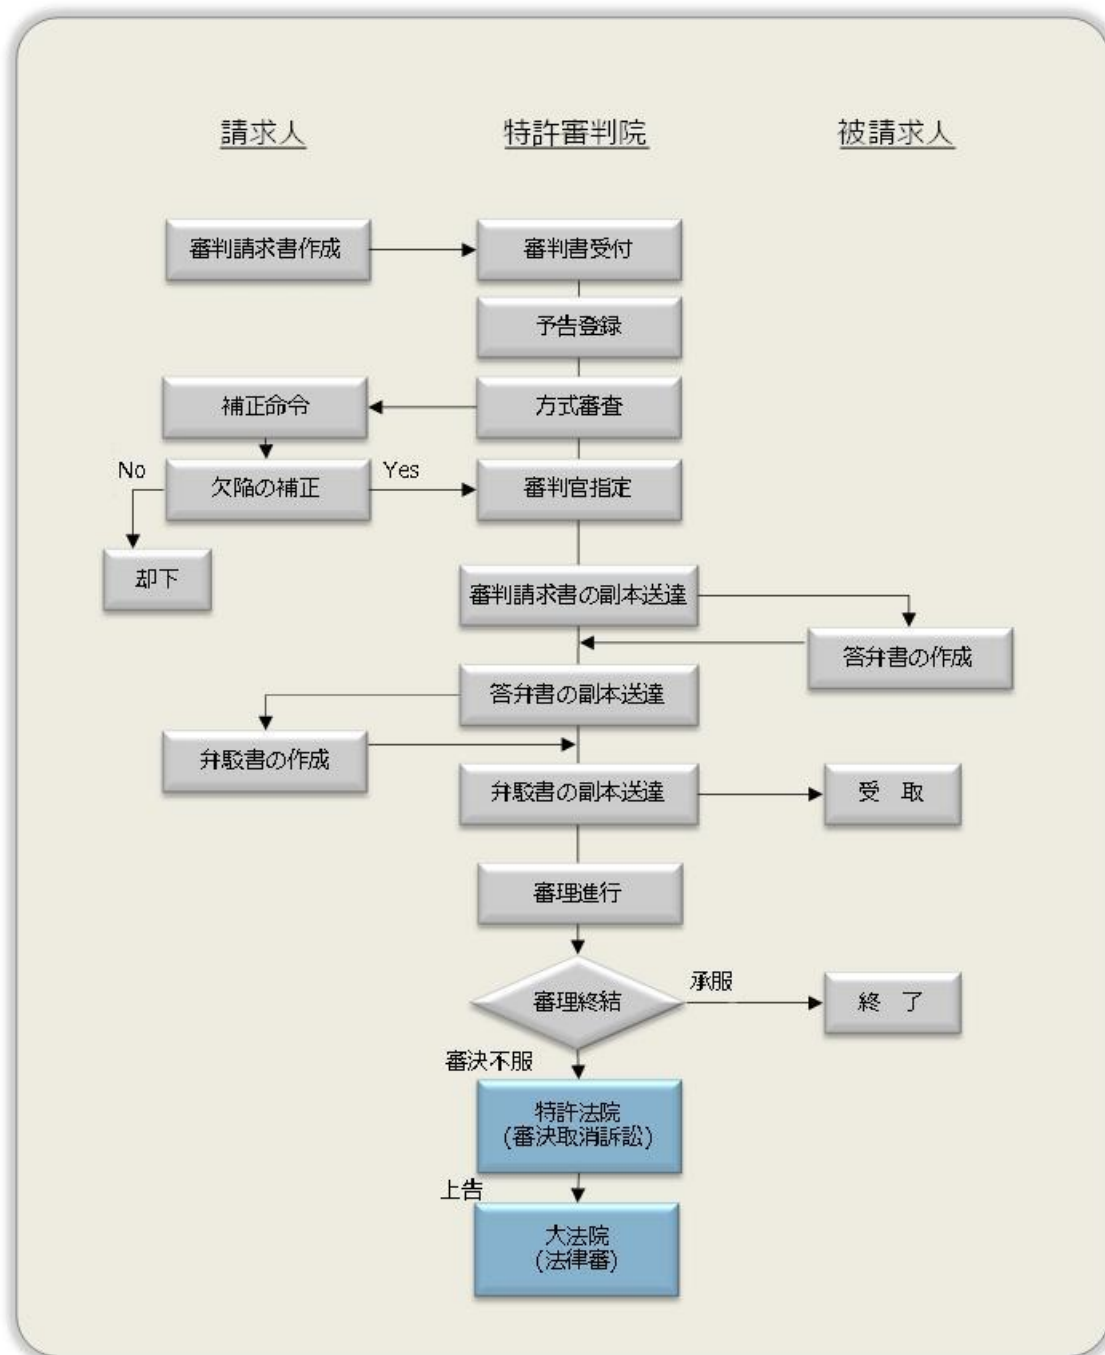 請求人
特許審判院
被請求人
審判請求書作成
審判書受付
予告登録
補正命令
方式審査
No
欠陥の補正
Yes
審判官指定
却下
審判請求書の副本送達
答弁書の作成
答弁書の副本送達
弁駁書の作成
弁駁書の副本送達
受　取
審理進行
審理終結
承服
終　了
審決不服
特許法院
(審決取消訴訟)
上告
大法院
(法律審)